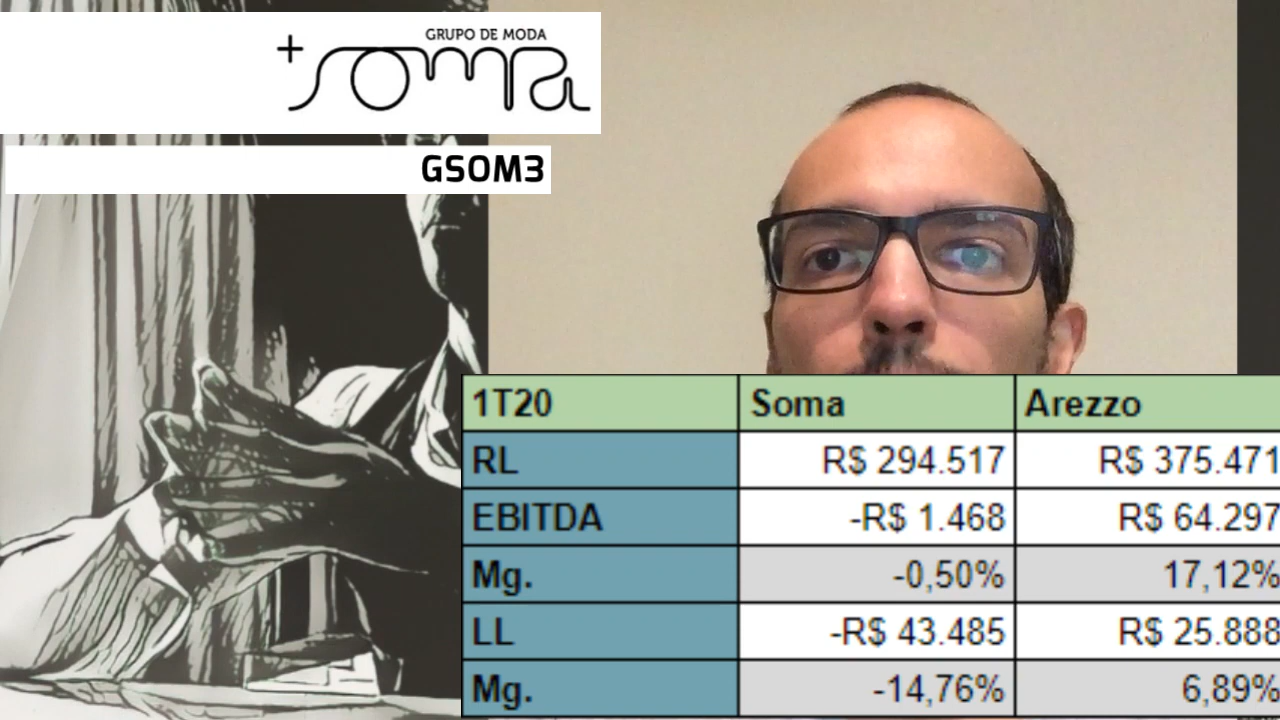 GRUPO DE MODA
+soma
GSOM3
1T20 Soma Arezzo
RL R$ 294.517 R$ 375.471
EBITDA -R$ 1.468 R$ 64.297
Mg. -0,50% 17,12%
LL -R$ 43.485 R$ 25.888
Mg. -14,76% 6,89%